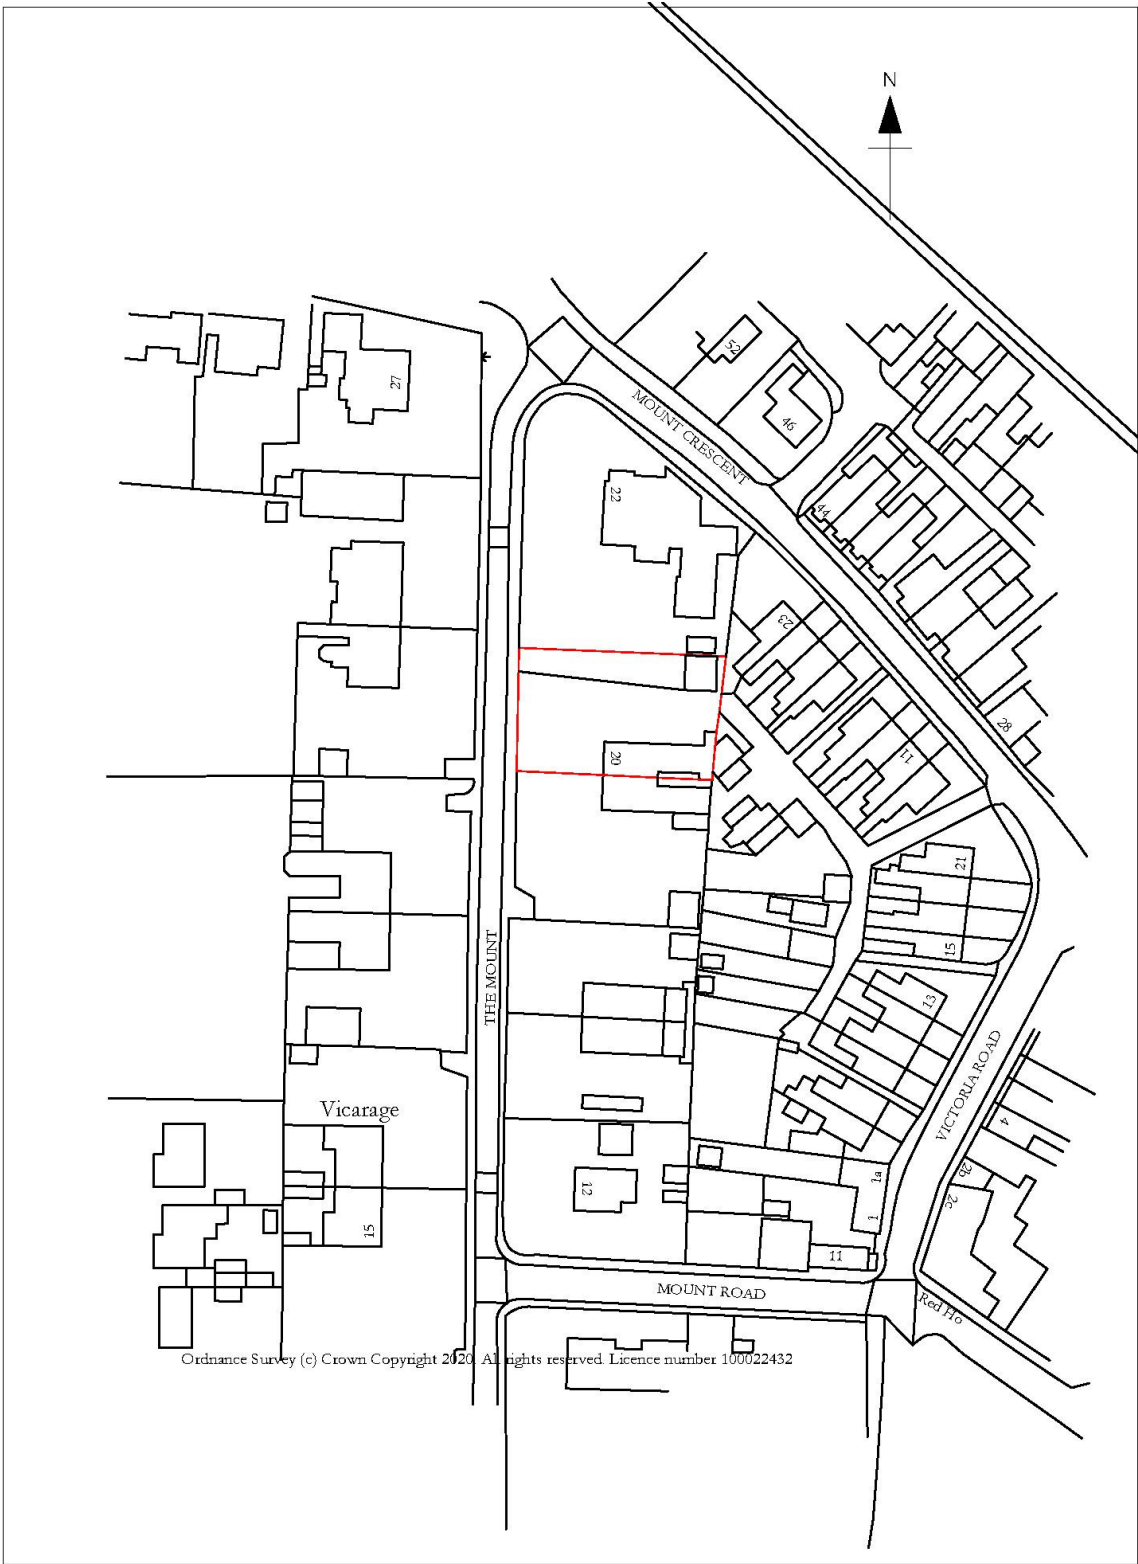 N
52
27
MOUNT CRESCENT
46
22
44
23
28
20
11
21
15
THE MOUNT
13
VICTORIA ROAD
Vicarage
4
2b
1a
12
2c
15
1
11
MOUNT ROAD
Red Ho
Ordnance Survey (c) Crown Copyright 2020. All rights reserved. Licence number 100022432